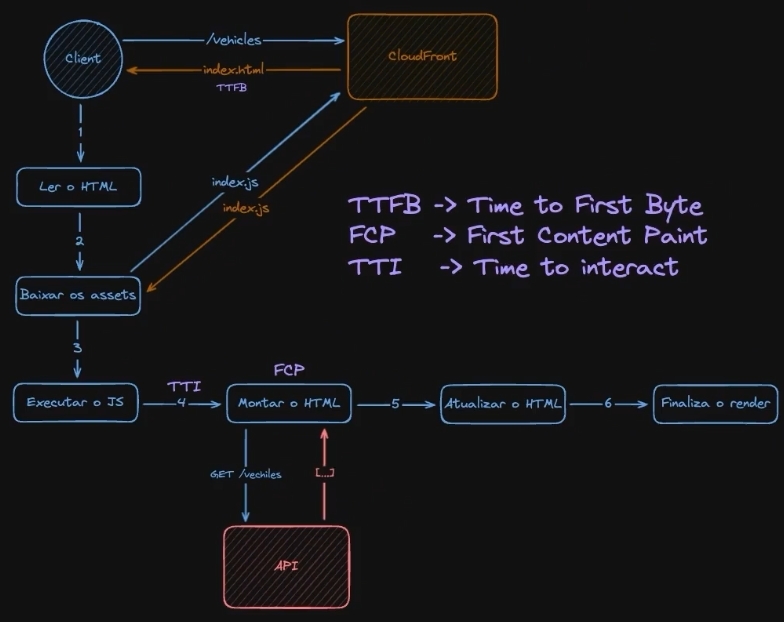 Client
/vehicles
CloudFront
index.html
TTFB
1
Ler o HTML
index.js
index.js
TTFB -> Time to First Byte
FCP -> First Content Paint
TTI -> Time to interact
2
Baixar os assets
3
Executar o JS
TTI
4
FCP
Montar o HTML
5
Atualizar o HTML
6
Finaliza o render
GET /vechiles
[...]
API